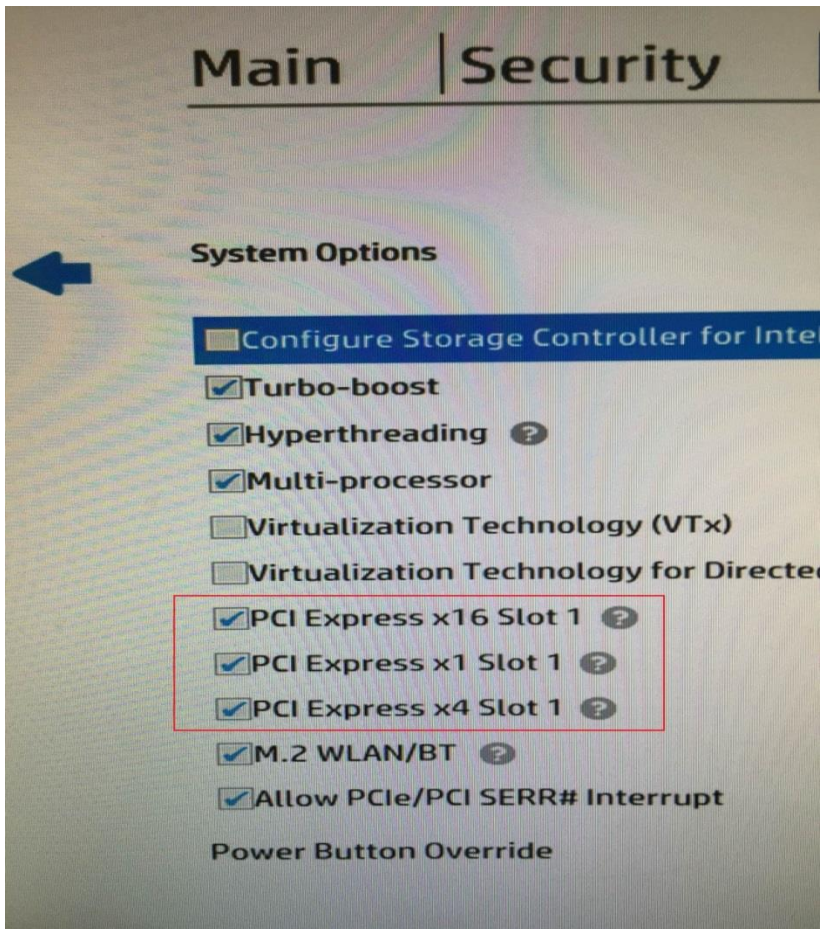 Main | Security
System Options
Configure Storage Controller for Intel
Turbo-boost
Hyperthreading ?
Multi-processor
Virtualization Technology (VTx)
Virtualization Technology for Directed
PCI Express x16 Slot 1 ?
PCI Express x1 Slot 1 ?
PCI Express x4 Slot 1 ?
M.2 WLAN/BT ?
Allow PCIe/PCI SERR# Interrupt
Power Button Override